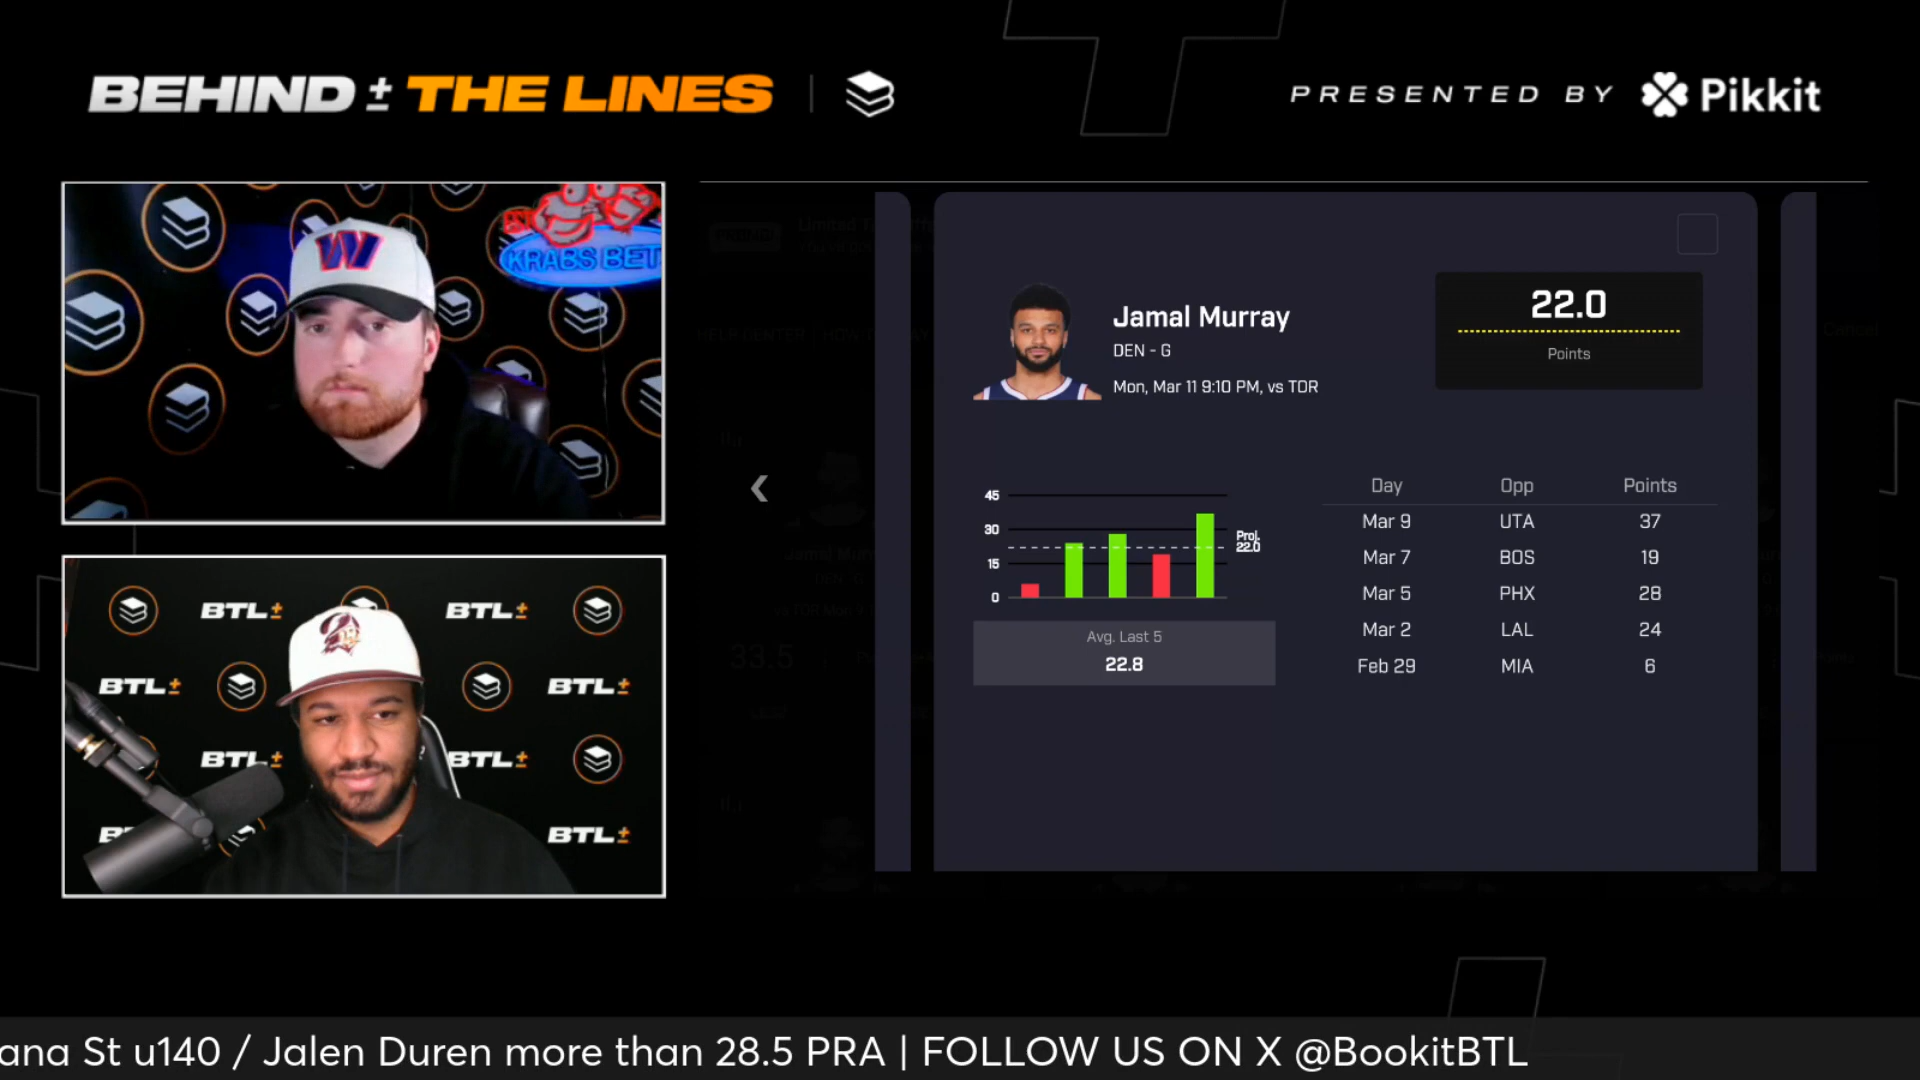 BEHIND ± THE LINES
PRESENTED BY Pikkit
EST
KRABS BET
W
BTL± BTL±
BTL± BTL±
BTL± BTL±
BTL±
Jamal Murray
DEN - G
Mon, Mar 11 9:10 PM, vs TOR
22.0
Points
45
30
15
0
Proj.
22.0
Avg. Last 5
22.8
Day Opp Points
Mar 9 UTA 37
Mar 7 BOS 19
Mar 5 PHX 28
Mar 2 LAL 24
Feb 29 MIA 6
33.5
ana St u140 / Jalen Duren more than 28.5 PRA | FOLLOW US ON X @BookitBTL